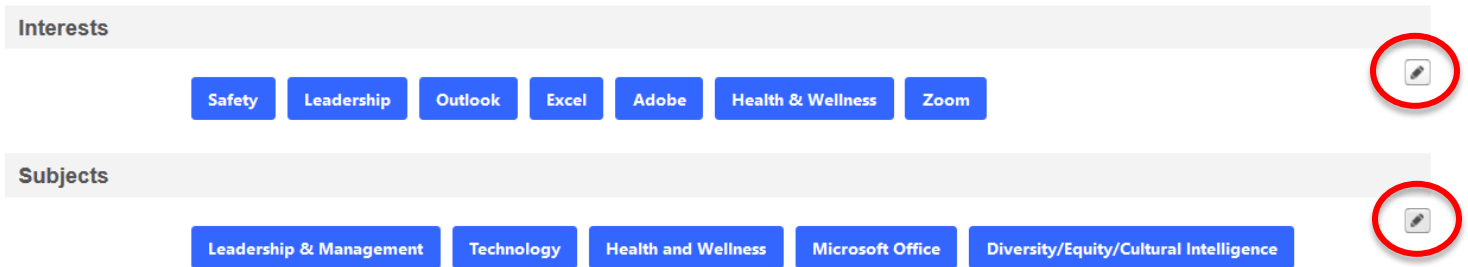 Interests
Safety Leadership Outlook Excel Adobe Health & Wellness Zoom
Subjects
Leadership & Management Technology Health and Wellness Microsoft Office Diversity/Equity/Cultural Intelligence